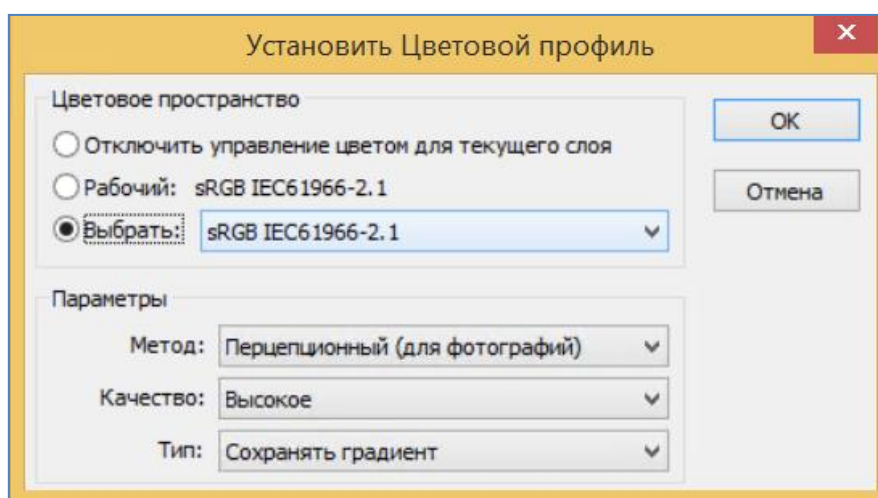 Установить Цветовой профиль
Цветовое пространство
Отключить управление цветом для текущего слоя
Рабочий: sRGB IEC61966-2.1
Выбрать: sRGB IEC61966-2.1
OK
Отмена
Параметры
Метод: Перцепционный (для фотографий)
Качество: Высокое
Тип: Сохранять градиент